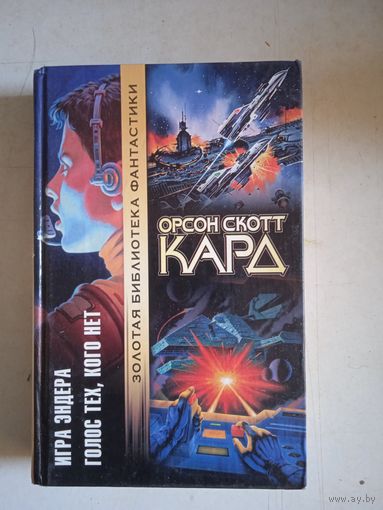 ИГРА ЭНДЕРА
ГОЛОС ТЕХ, КОГО НЕТ
ЗОЛОТАЯ БИБЛИОТЕКА ФАНТАСТИКИ
ОРСОН СКОТТ
КАРД
www.ay.by